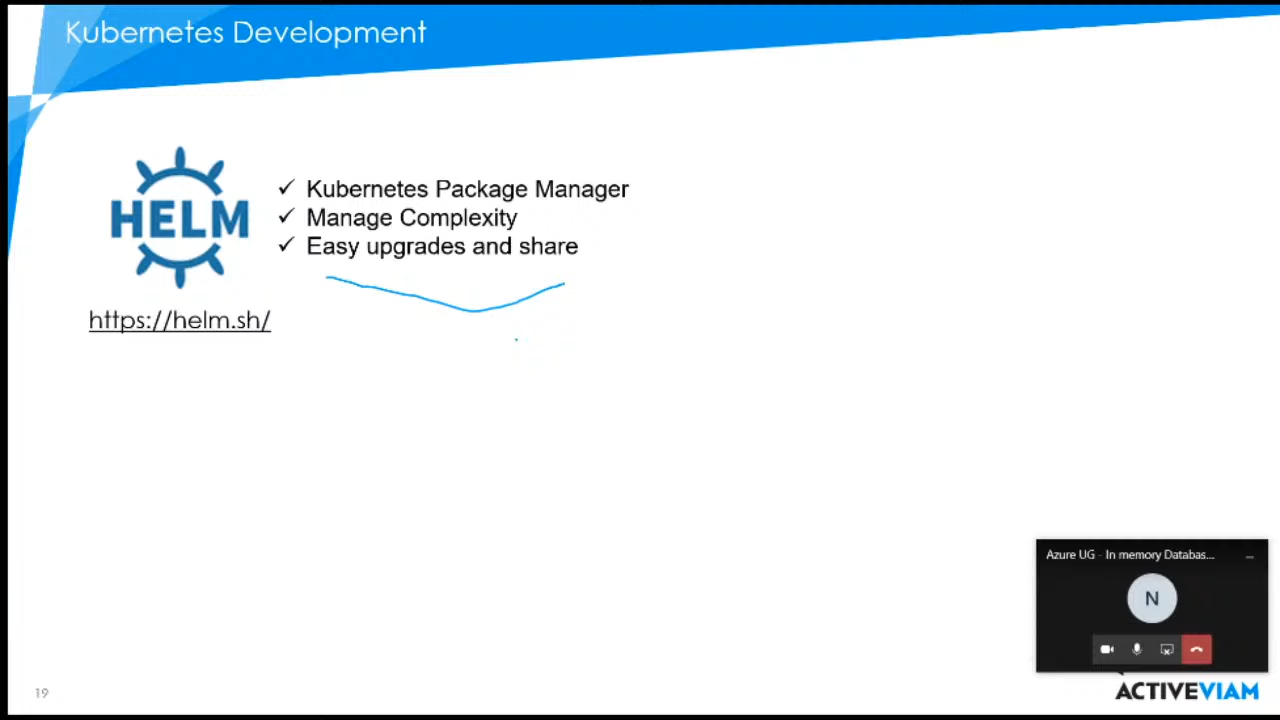 Kubernetes Development
HELM
Kubernetes Package Manager
Manage Complexity
Easy upgrades and share
https://helm.sh/
Azure UG - In memory Databas...
N
19
ACTIVEVIAM